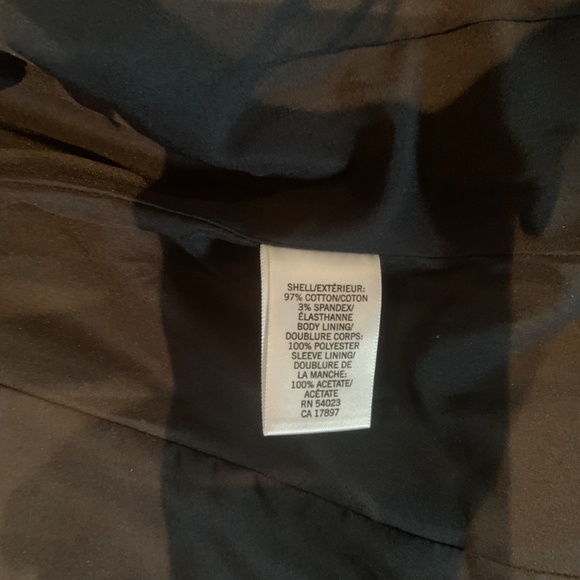 SHELL/EXTÉRIEUR:
97% COTTON/COTON
3% SPANDEX/
ÉLASTHANNE
BODY LINING/
DOUBLURE CORPS:
100% POLYESTER
SLEEVE LINING/
DOUBLURE DE
LA MANCHE:
100% ACETATE/
ACÉTATE
RN 54023
CA 17897